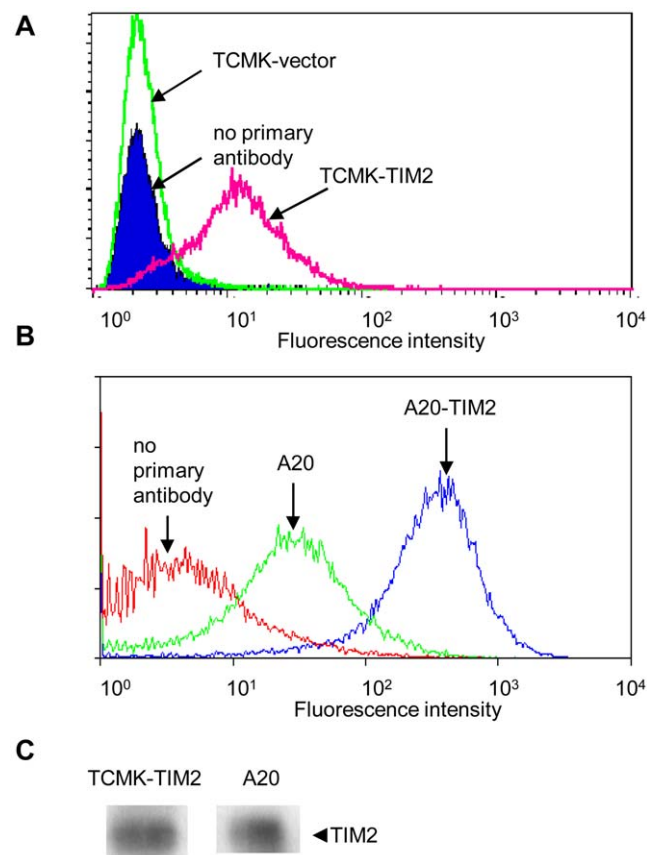 A
TCMK-vector
no primary
antibody
TCMK-TIM2
10⁰ 10¹ 10² 10³ 10⁴
Fluorescence intensity
B
A20-TIM2
no
primary
antibody
A20
10⁰ 10¹ 10² 10³ 10⁴
Fluorescence intensity
C
TCMK-TIM2 A20
◄TIM2